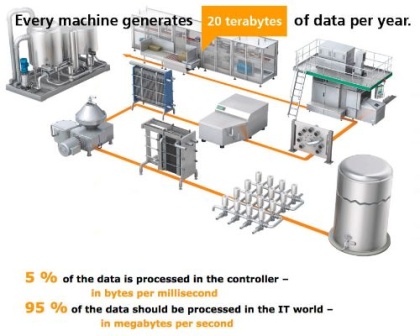 Every machine generates 20 terabytes of data per year.
5 % of the data is processed in the controller –
in bytes per millisecond
95 % of the data should be processed in the IT world –
in megabytes per second